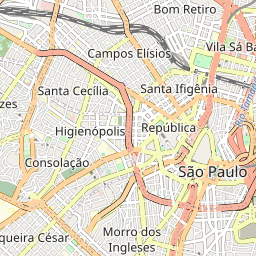 Bom Retiro
Campos Elísios
Vila Sá Ba
Santa Cecília
Santa Ifigênia
zes
Higienópolis
República
Consolação
São Paulo
Morro dos
Ingleses
queira César